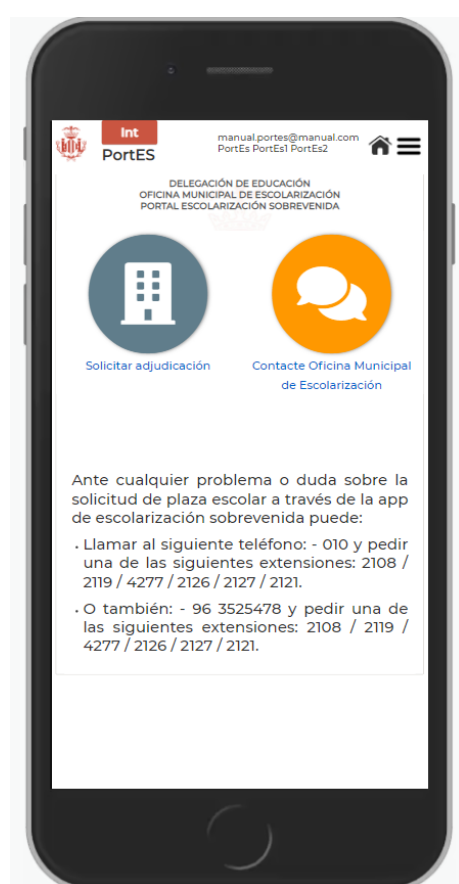 Int
PortES
manual.portes@manual.com
PortEs PortEs1 PortEs2
DELEGACIÓN DE EDUCACIÓN
OFICINA MUNICIPAL DE ESCOLARIZACIÓN
PORTAL ESCOLARIZACIÓN SOBREVENIDA
Solicitar adjudicación
Contacte Oficina Municipal
de Escolarización
Ante cualquier problema o duda sobre la
solicitud de plaza escolar a través de la app
de escolarización sobrevenida puede:
• Llamar al siguiente teléfono: - 010 y pedir
una de las siguientes extensiones: 2108 /
2119 / 4277 / 2126 / 2127 / 2121.
• O también: - 96 3525478 y pedir una de
las siguientes extensiones: 2108 / 2119 /
4277 / 2126 / 2127 / 2121.